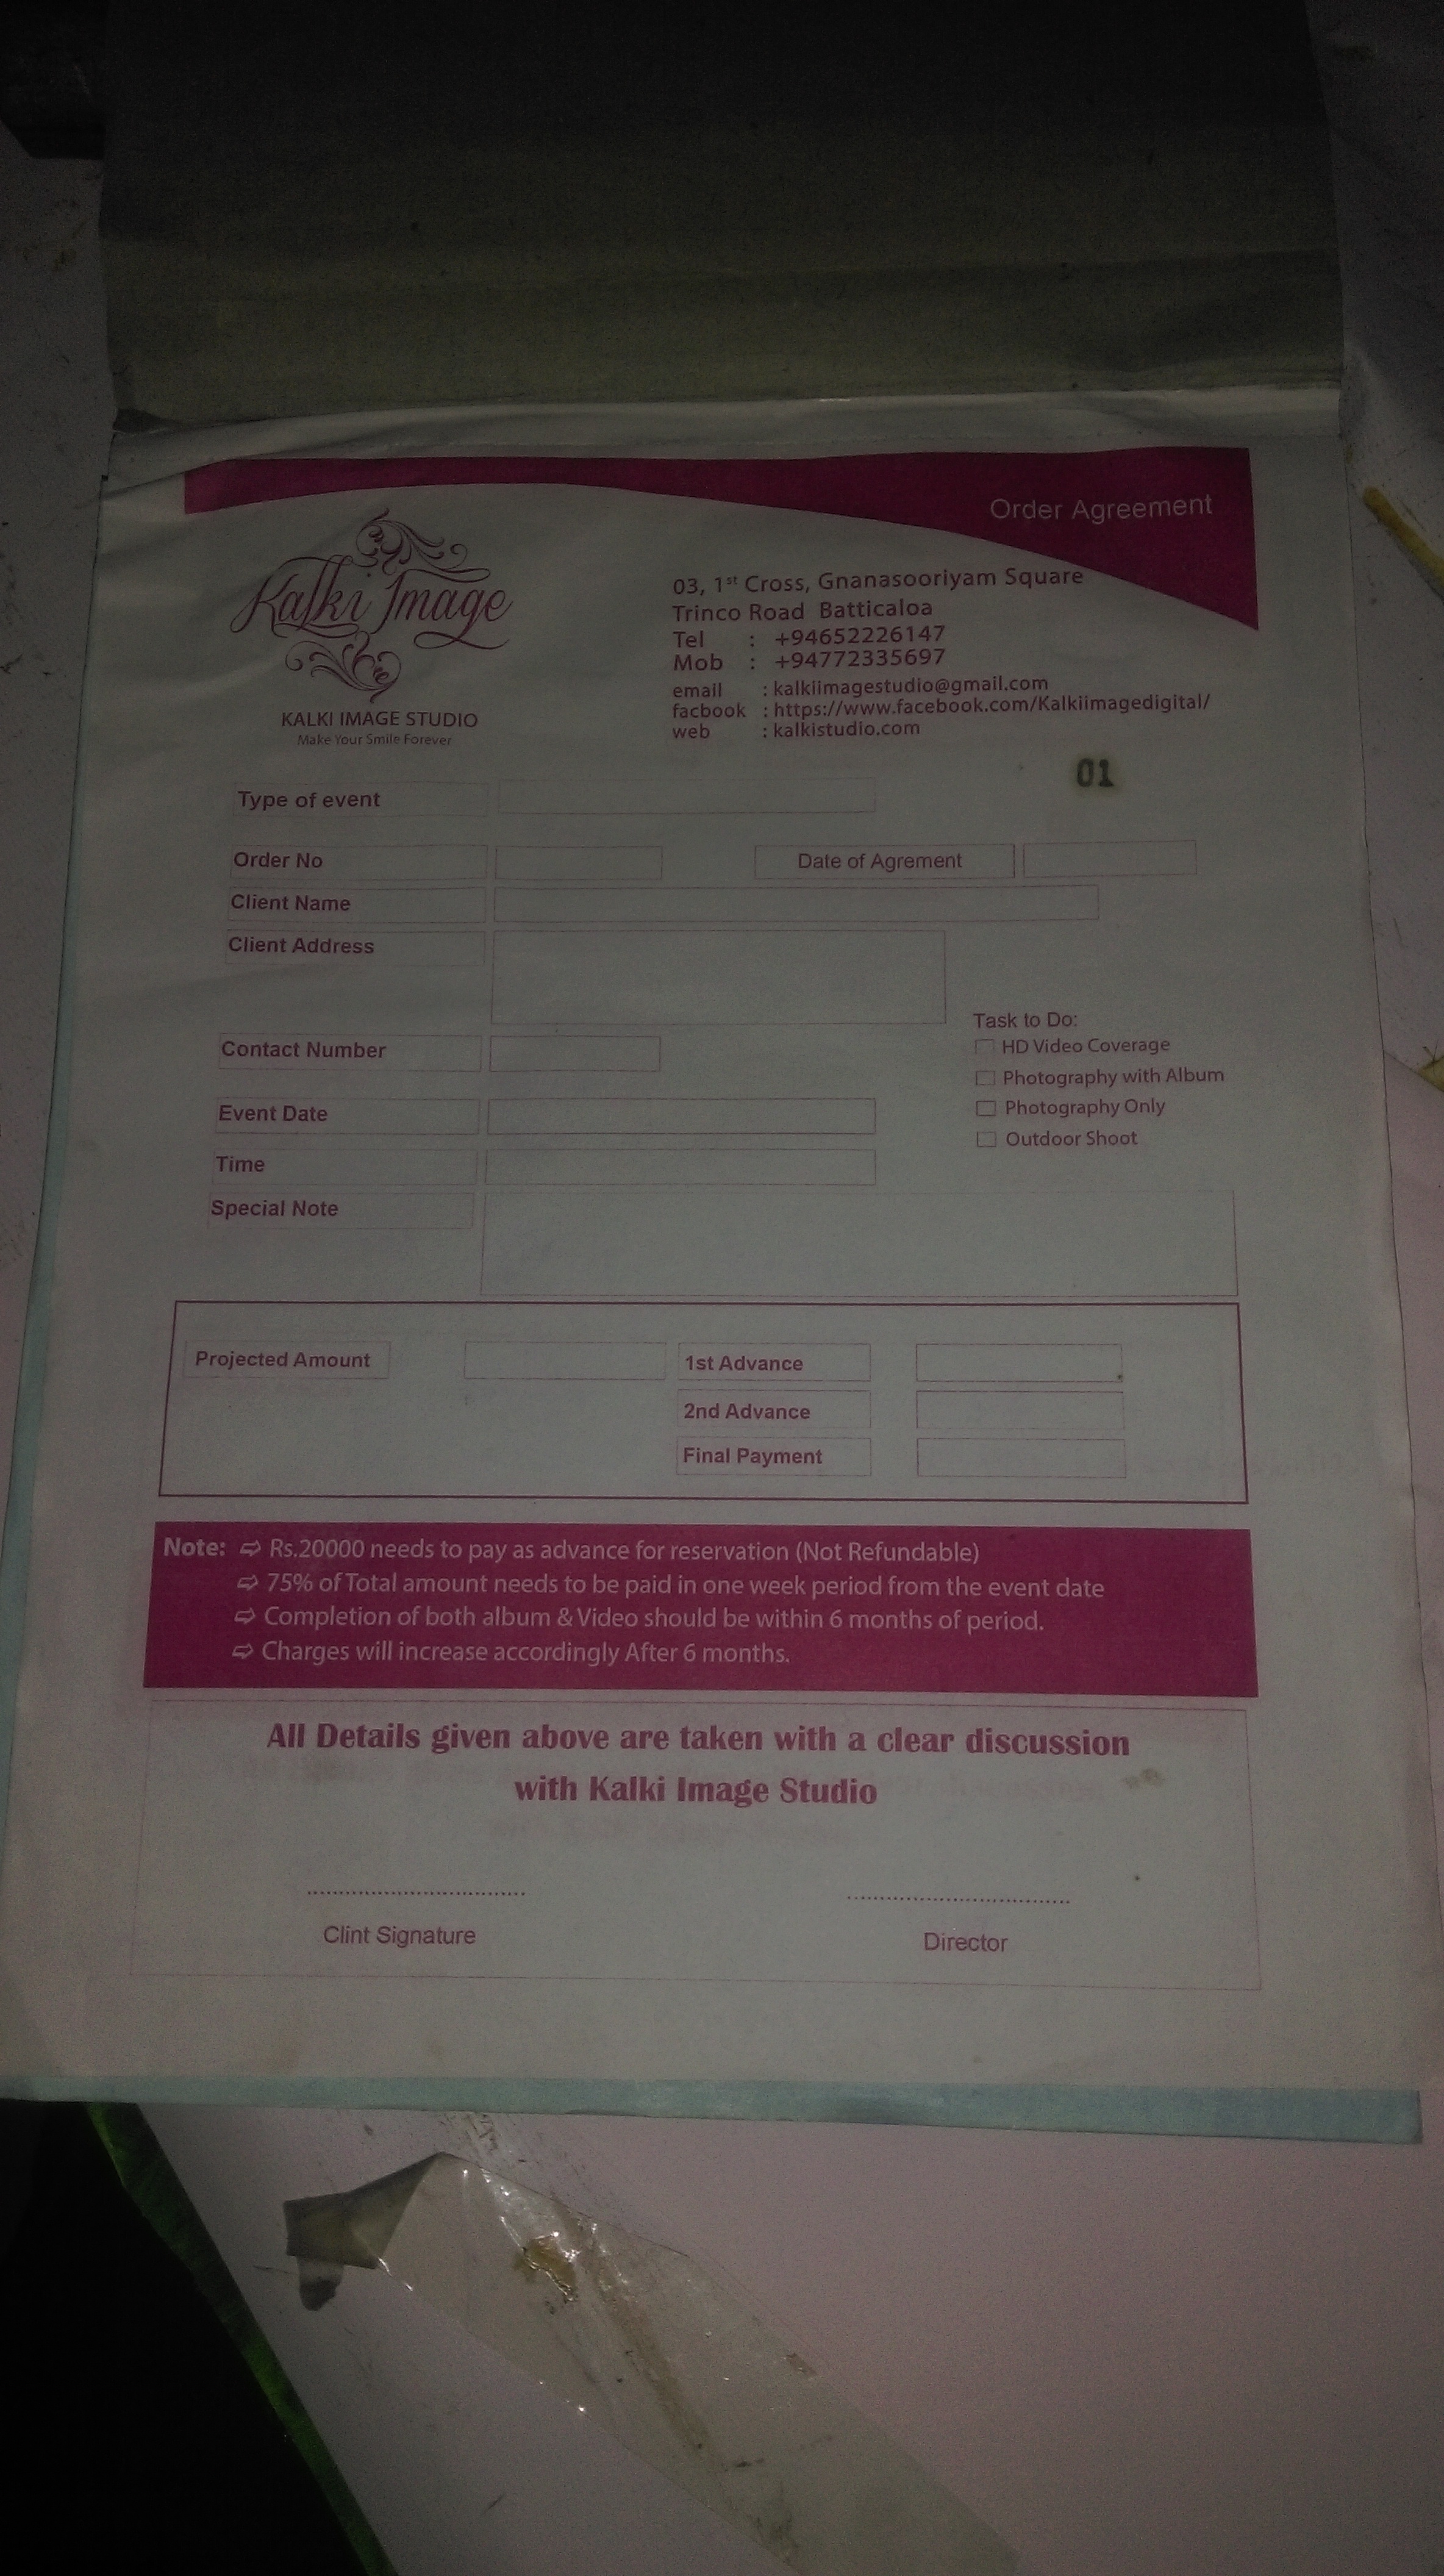 Order Agreement
Kalki Image
KALKI IMAGE STUDIO
Make Your Smile Forever
03, 1st Cross, Gnanasooriyam Square
Trinco Road Batticaloa
Tel : +94652226147
Mob : +94772335697
email : kalkiimagestudio@gmail.com
facbook : https://www.facebook.com/Kalkiimagedigital/
web : kalkistudio.com
01
Type of event
Order No
Date of Agrement
Client Name
Client Address
Contact Number
Event Date
Time
Special Note
Task to Do:
HD Video Coverage
Photography with Album
Photography Only
Outdoor Shoot
Projected Amount
1st Advance
2nd Advance
Final Payment
Note: ⇨ Rs.20000 needs to pay as advance for reservation (Not Refundable)
⇨ 75% of Total amount needs to be paid in one week period from the event date
⇨ Completion of both album & Video should be within 6 months of period.
⇨ Charges will increase accordingly After 6 months.
All Details given above are taken with a clear discussion
with Kalki Image Studio
Clint Signature
Director